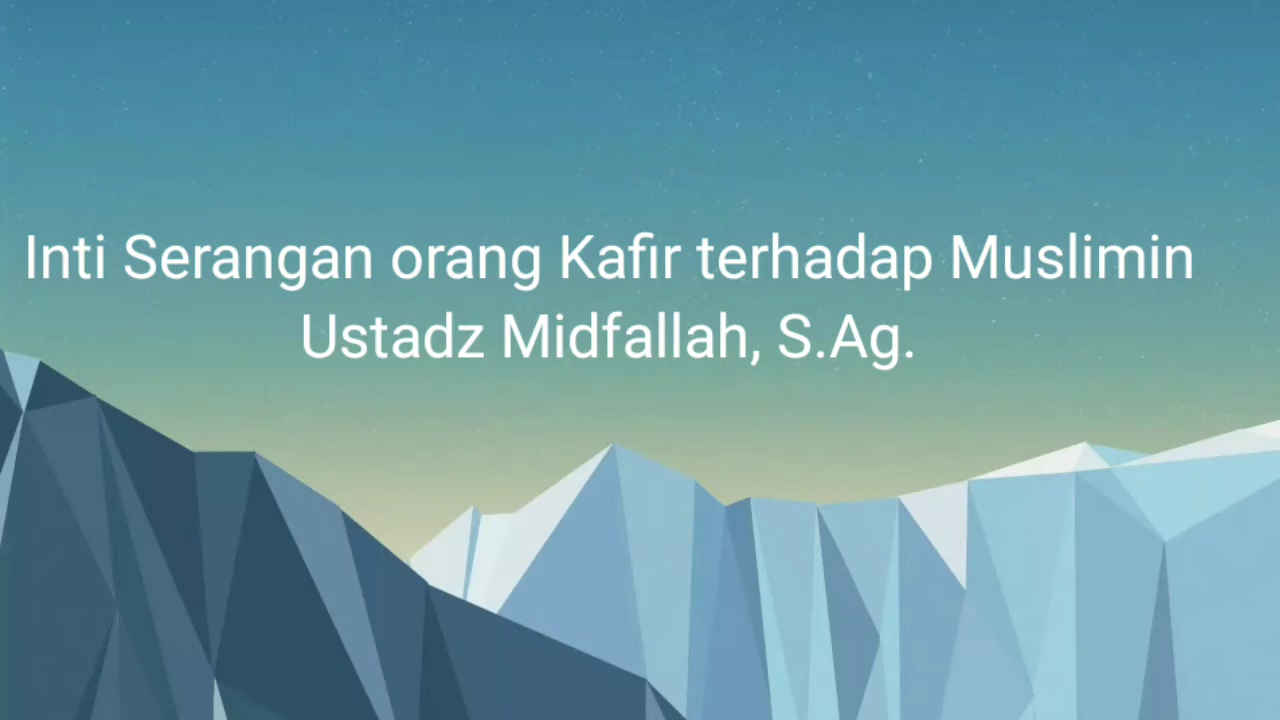 Inti Serangan orang Kafir terhadap Muslimin
Ustadz Midfallah, S.Ag.